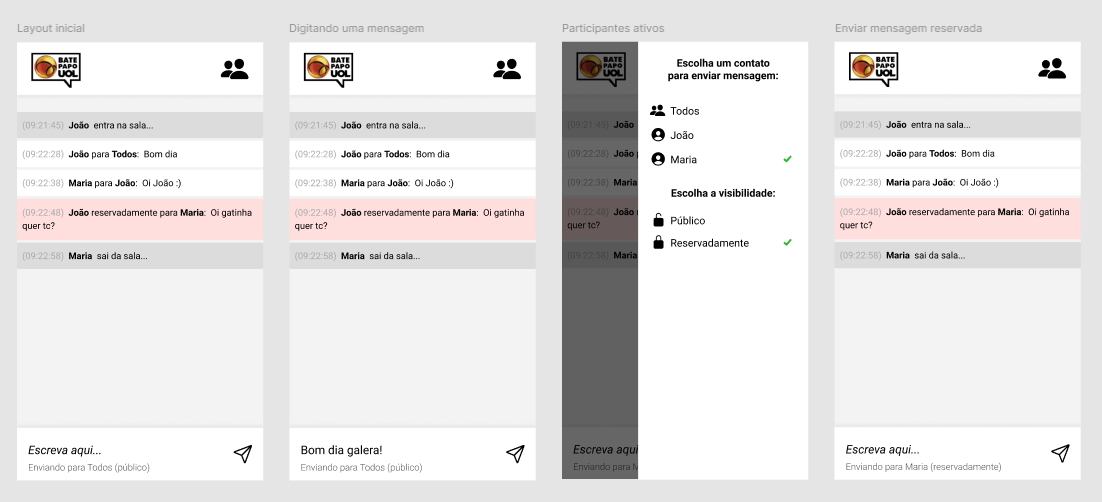 Layout inicial
BATE
PAPO
UOL
(09:21:45) João entra na sala...
(09:22:28) João para Todos: Bom dia
(09:22:38) Maria para João: Oi João :)
(09:22:48) João reservadamente para Maria: Oi gatinha
quer tc?
(09:22:58) Maria sai da sala...
Escreva aqui...
Enviando para Todos (público)
Digitando uma mensagem
BATE
PAPO
UOL
(09:21:45) João entra na sala...
(09:22:28) João para Todos: Bom dia
(09:22:38) Maria para João: Oi João :)
(09:22:48) João reservadamente para Maria: Oi gatinha
quer tc?
(09:22:58) Maria sai da sala...
Bom dia galera!
Enviando para Todos (público)
Participantes ativos
BATE
PAPO
UOL
(09:21:45) João
(09:22:28) João p
(09:22:38) Maria
(09:22:48) João r
quer tc?
(09:22:58) Maria
Escreva aqui
Enviando para M
Escolha um contato
para enviar mensagem:
Todos
João
Maria
Escolha a visibilidade:
Público
Reservadamente
Enviar mensagem reservada
BATE
PAPO
UOL
(09:21:45) João entra na sala...
(09:22:28) João para Todos: Bom dia
(09:22:38) Maria para João: Oi João :)
(09:22:48) João reservadamente para Maria: Oi gatinha
quer tc?
(09:22:58) Maria sai da sala...
Escreva aqui...
Enviando para Maria (reservadamente)